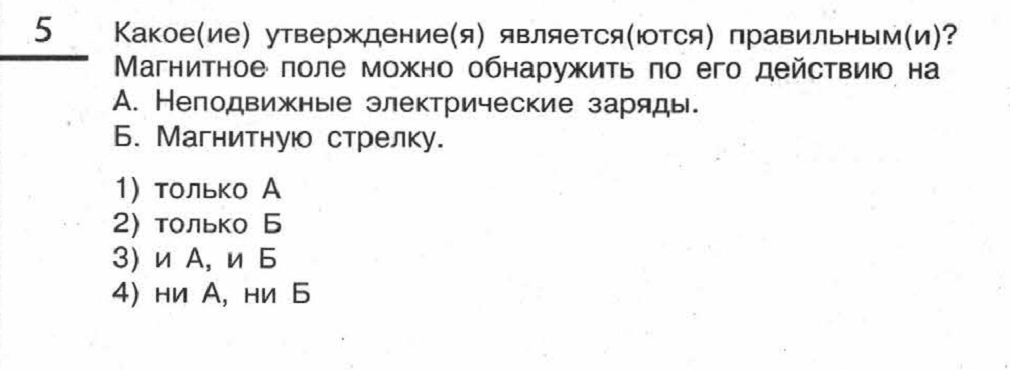 5
Какое(ие) утверждение(я) является(ются) правильным(и)?
Магнитное поле можно обнаружить по его действию на
А. Неподвижные электрические заряды.
Б. Магнитную стрелку.
1) только А
2) только Б
3) и А, и Б
4) ни А, ни Б